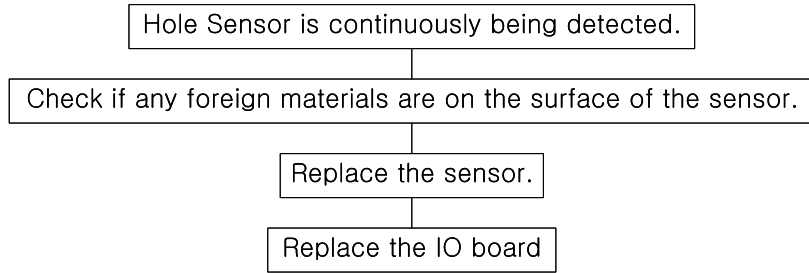 Hole Sensor is continuously being detected.
Check if any foreign materials are on the surface of the sensor.
Replace the sensor.
Replace the IO board